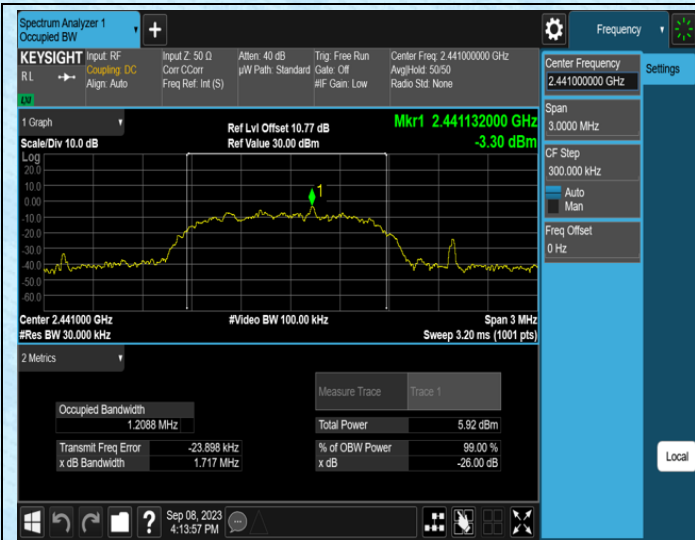 Spectrum Analyzer 1
Occupied BW
Frequency
KEYSIGHT
R L
LXI
Input: RF
Coupling: DC
Align: Auto
Input Z: 50 Ω
Corr CCorr
Freq Ref: Int (S)
Atten: 40 dB
µW Path: Standard
Trig: Free Run
Gate: Off
#IF Gain: Low
Center Freq: 2.441000000 GHz
Avg|Hold: 50/50
Radio Std: None
Center Frequency
2.441000000 GHz
Settings
Span
3.0000 MHz
CF Step
300.000 kHz
Auto
Man
Freq Offset
0 Hz
1 Graph
Scale/Div 10.0 dB
Ref Lvl Offset 10.77 dB
Ref Value 30.00 dBm
Mkr1 2.441132000 GHz
-3.30 dBm
Log
20.0
10.0
0.00
-10.0
-20.0
-30.0
-40.0
-50.0
-60.0
1
Center 2.441000 GHz
#Res BW 30.000 kHz
#Video BW 100.00 kHz
Span 3 MHz
Sweep 3.20 ms (1001 pts)
2 Metrics
Measure Trace Trace 1
Occupied Bandwidth
1.2088 MHz
Total Power 5.92 dBm
Transmit Freq Error -23.898 kHz
% of OBW Power 99.00 %
x dB Bandwidth 1.717 MHz
x dB -26.00 dB
Local
Sep 08, 2023
4:13:57 PM